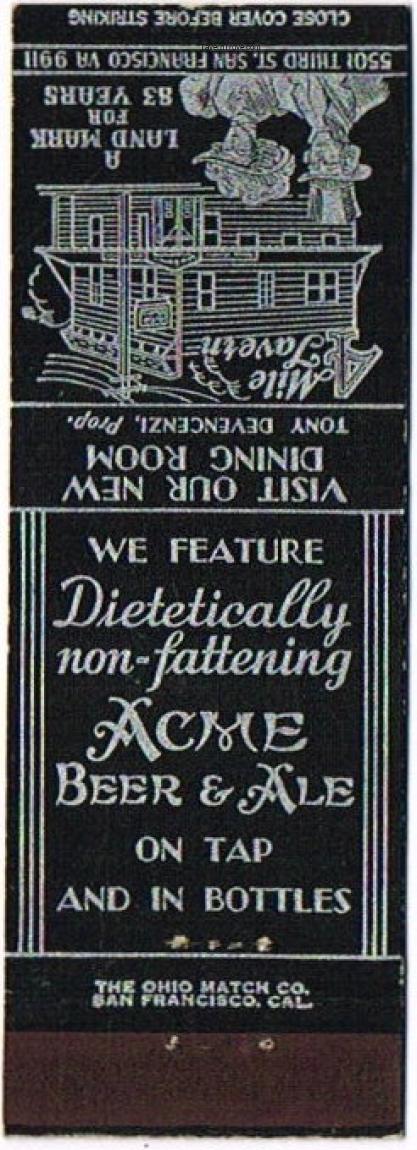 VISIT OUR NEW
DINING ROOM
TONY DEVENCENZI, Prop.
4 Mile
Tavern
A
LAND MARK
FOR
83 YEARS
5501 THIRD ST. SAN FRANCISCO VA 9911
CLOSE COVER BEFORE STRIKING
WE FEATURE
Dietetically
non-fattening
ACME
BEER & ALE
ON TAP
AND IN BOTTLES
THE OHIO MATCH CO.
SAN FRANCISCO, CAL.